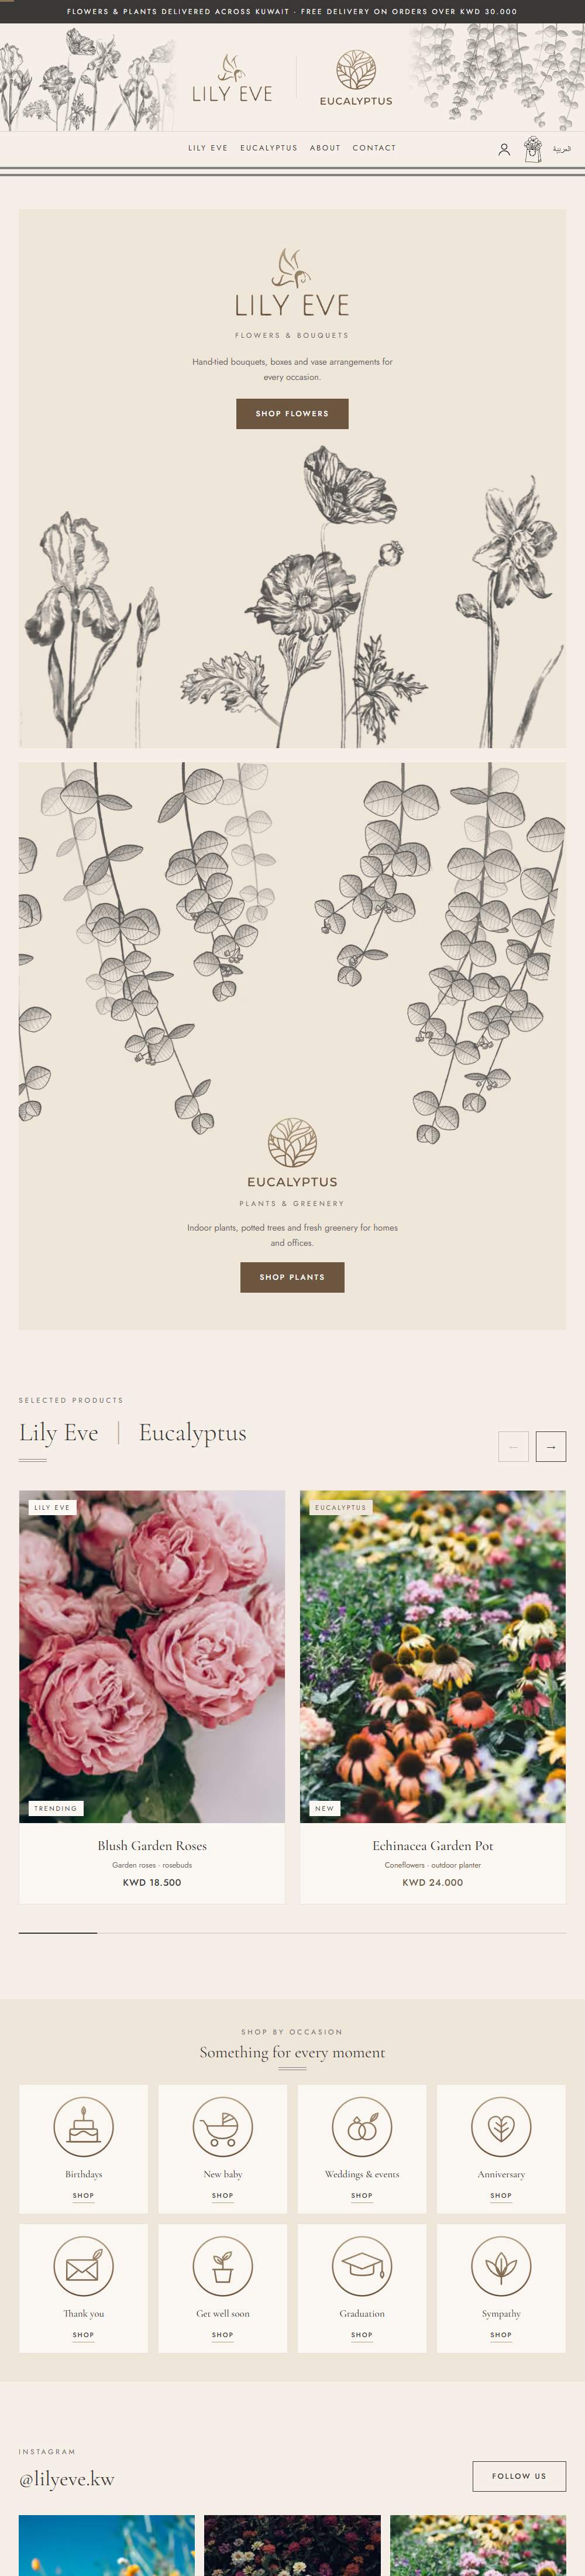 FLOWERS & PLANTS DELIVERED ACROSS KUWAIT · FREE DELIVERY ON ORDERS OVER KWD 30.000
LILY EVE
EUCALYPTUS
LILY EVE EUCALYPTUS ABOUT CONTACT العربية
LILY EVE
FLOWERS & BOUQUETS
Hand-tied bouquets, boxes and vase arrangements for
every occasion.
SHOP FLOWERS
EUCALYPTUS
PLANTS & GREENERY
Indoor plants, potted trees and fresh greenery for homes
and offices.
SHOP PLANTS
SELECTED PRODUCTS
Lily Eve | Eucalyptus
← →
LILY EVE
TRENDING
Blush Garden Roses
Garden roses · rosebuds
KWD 18.500
EUCALYPTUS
NEW
Echinacea Garden Pot
Coneflowers · outdoor planter
KWD 24.000
SHOP BY OCCASION
Something for every moment
Birthdays
SHOP
New baby
SHOP
Weddings & events
SHOP
Anniversary
SHOP
Thank you
SHOP
Get well soon
SHOP
Graduation
SHOP
Sympathy
SHOP
INSTAGRAM
@lilyeve.kw
FOLLOW US